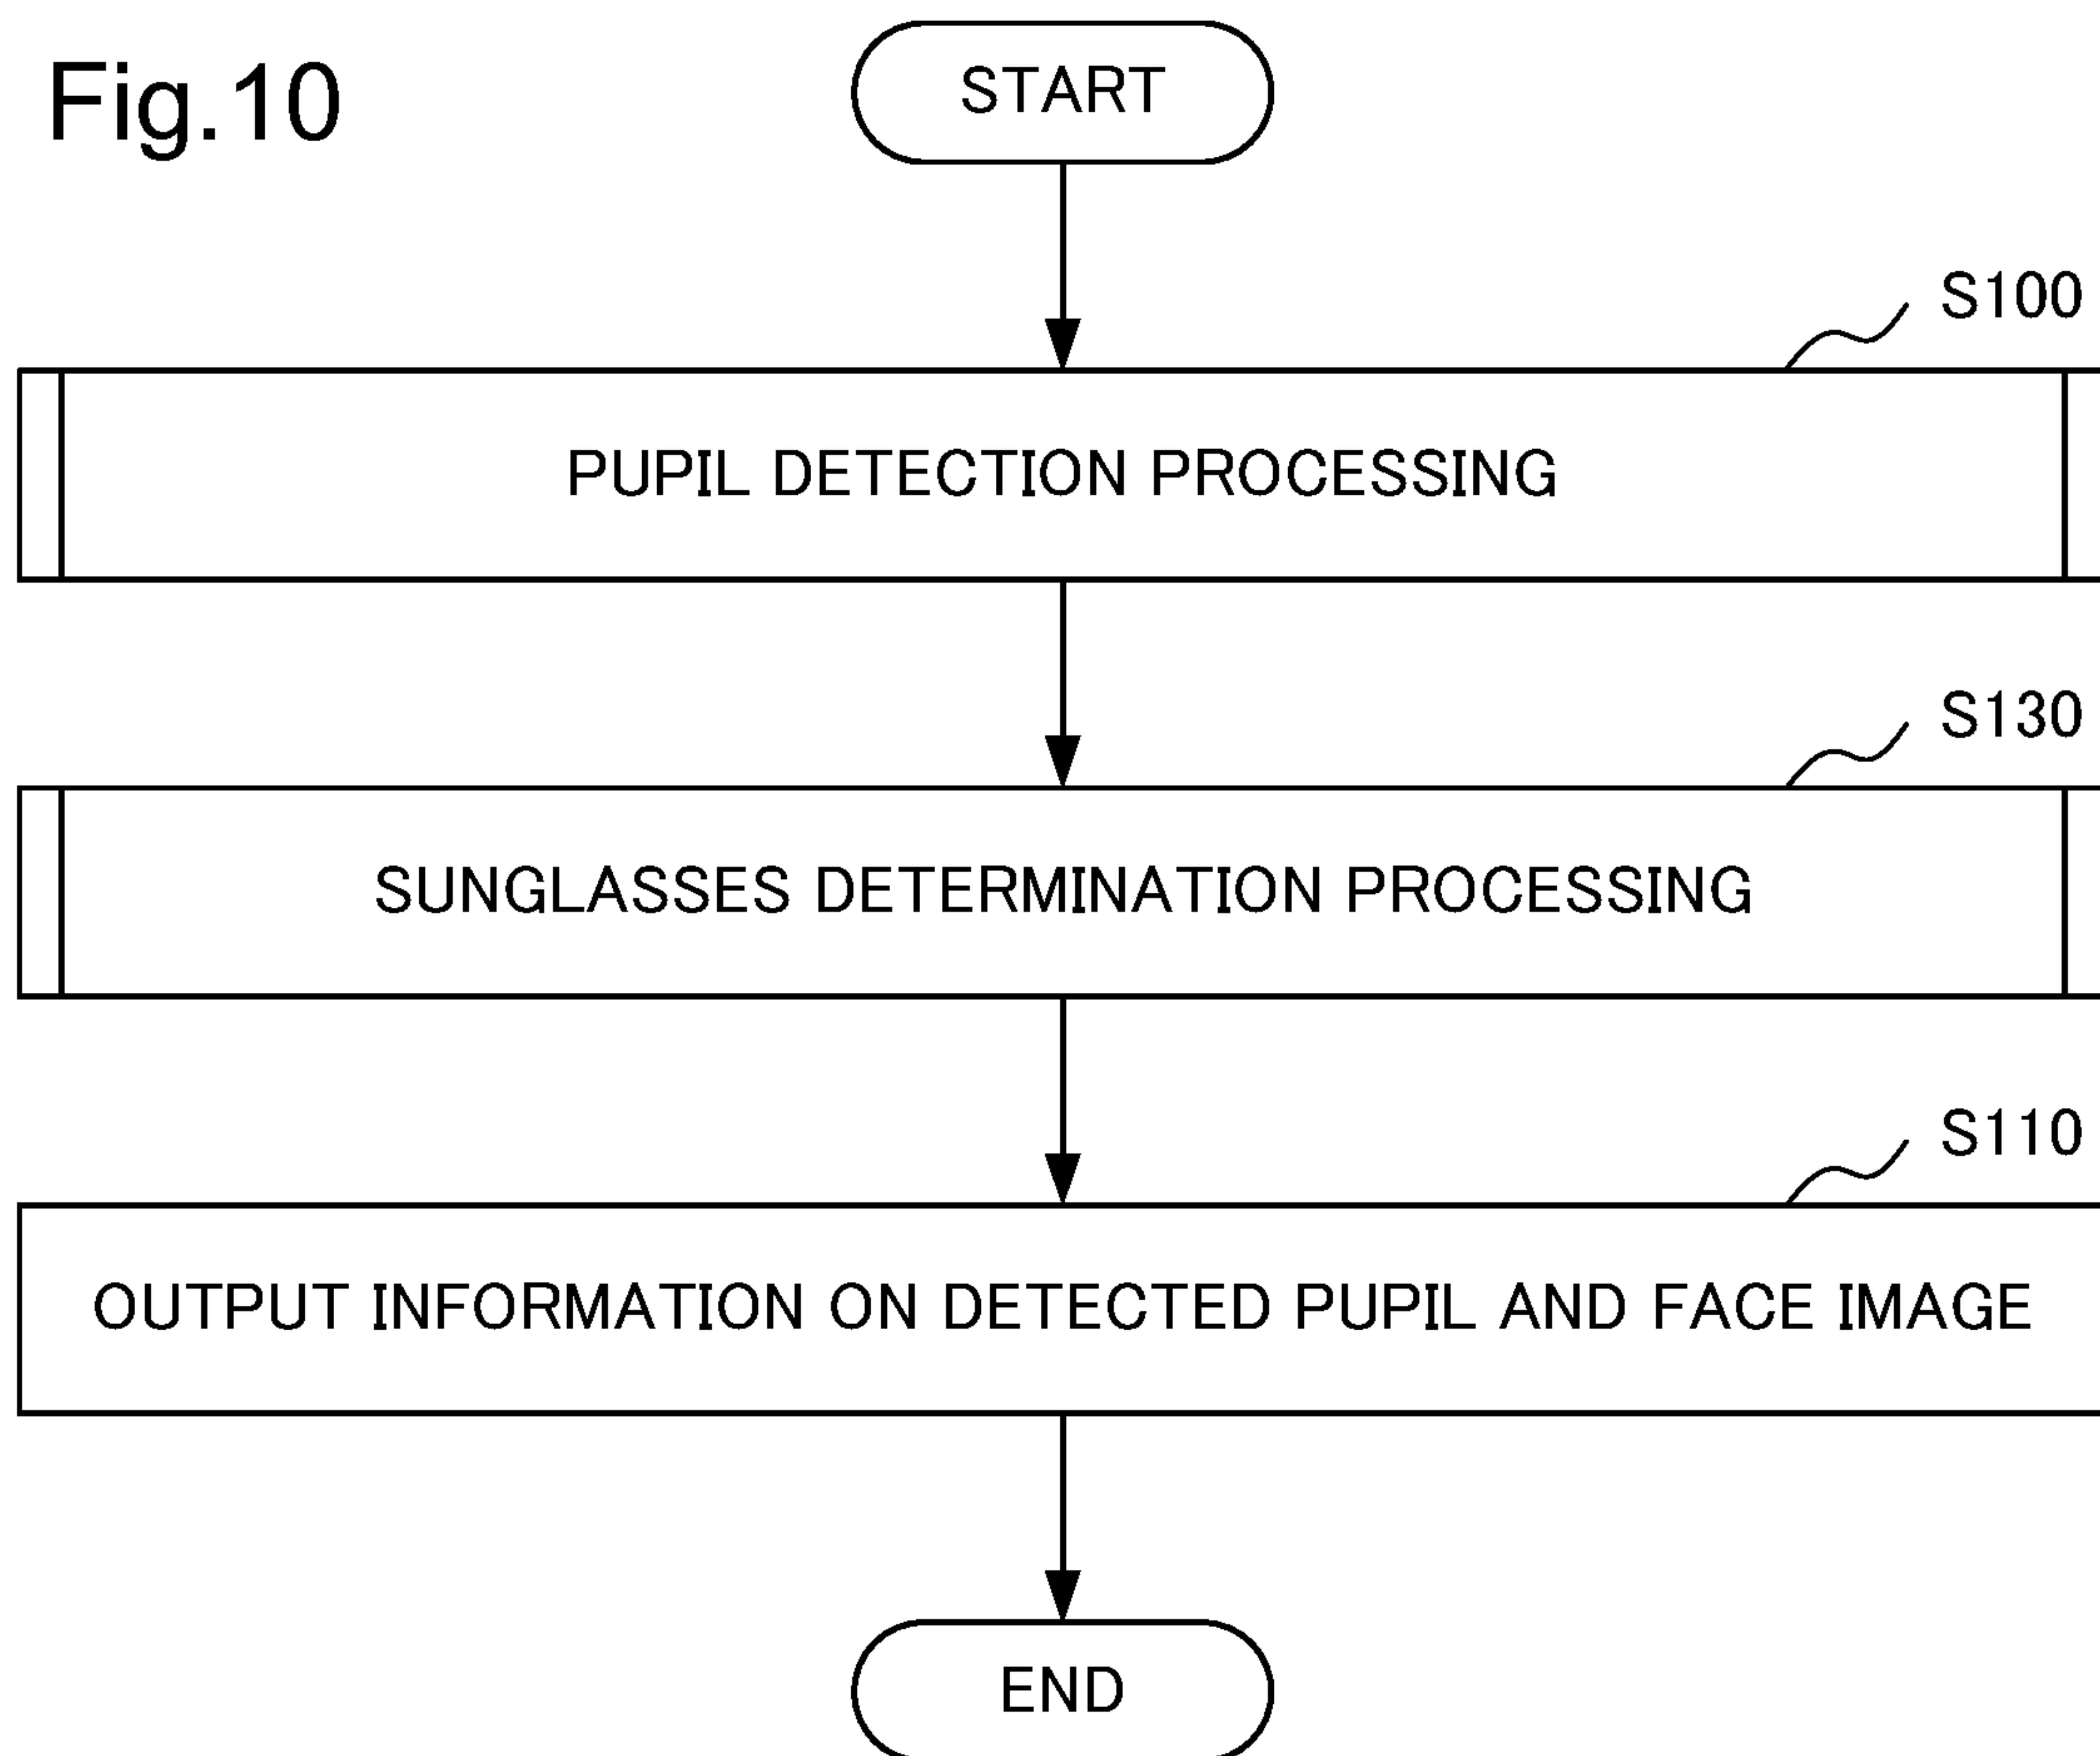 Fig.10
START
S100
PUPIL DETECTION PROCESSING
S130
SUNGLASSES DETERMINATION PROCESSING
S110
OUTPUT INFORMATION ON DETECTED PUPIL AND FACE IMAGE
END